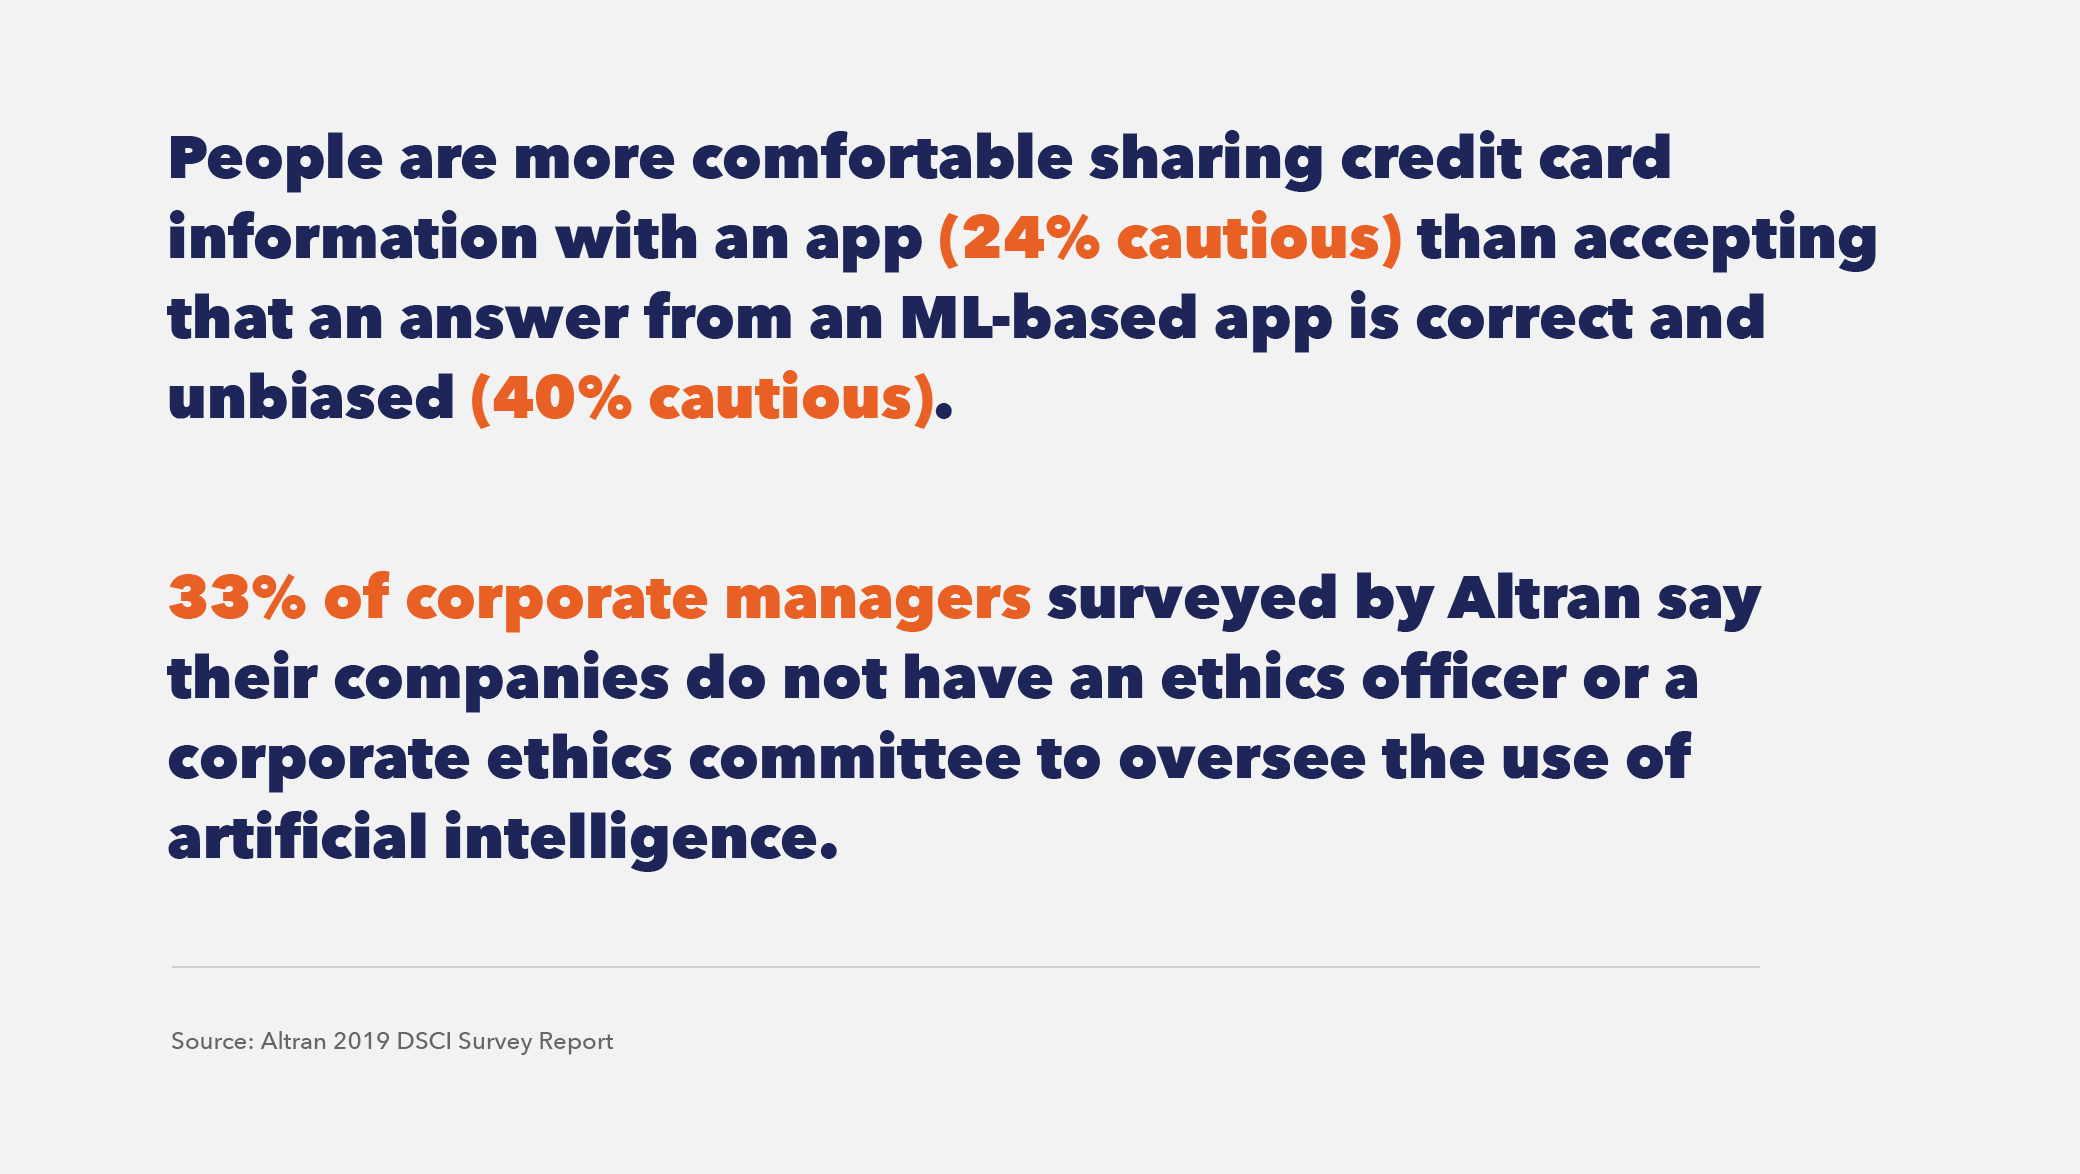 People are more comfortable sharing credit card
information with an app (24% cautious) than accepting
that an answer from an ML-based app is correct and
unbiased (40% cautious).
33% of corporate managers surveyed by Altran say
their companies do not have an ethics officer or a
corporate ethics committee to oversee the use of
artificial intelligence.
Source: Altran 2019 DSCI Survey Report